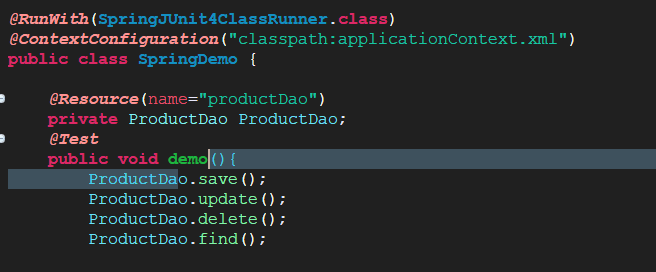 @RunWith(SpringJUnit4ClassRunner.class)
@ContextConfiguration("classpath:applicationContext.xml")
public class SpringDemo {
@Resource(name="productDao")
private ProductDao ProductDao;
@Test
public void demo(){
ProductDao.save();
ProductDao.update();
ProductDao.delete();
ProductDao.find();